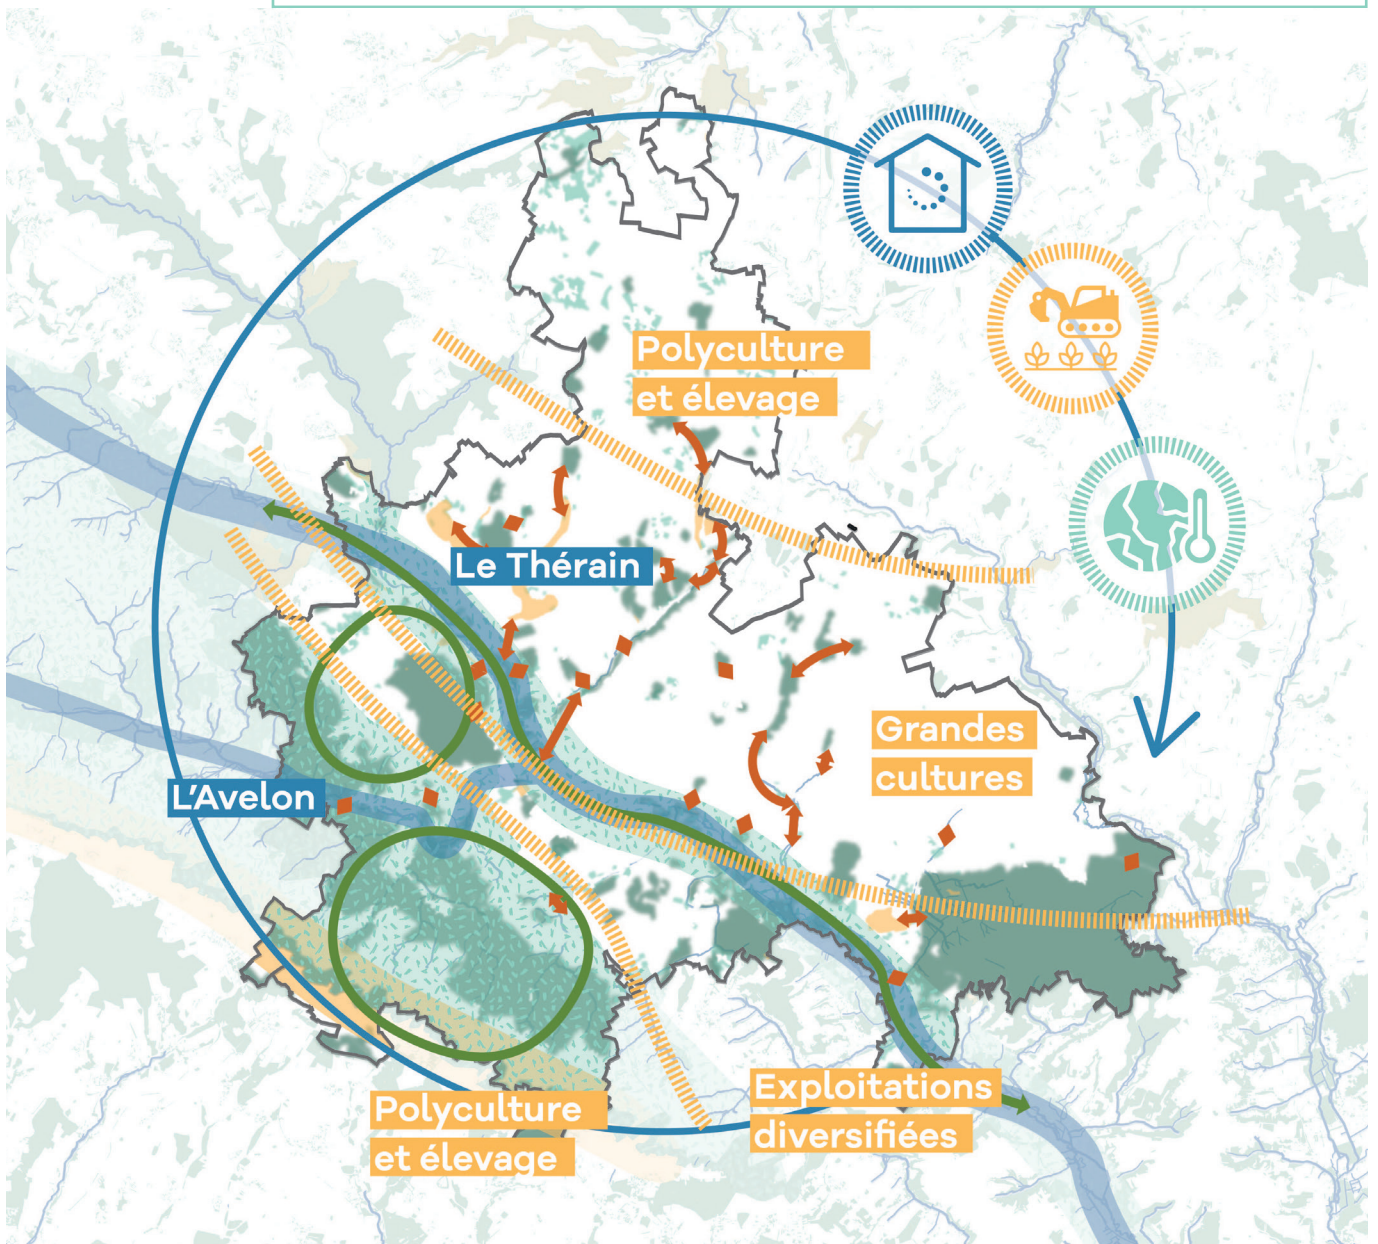 Polyculture
et élevage
Le Thérain
Grandes
cultures
L'Avelon
Exploitations
diversifiées
Polyculture
et élevage